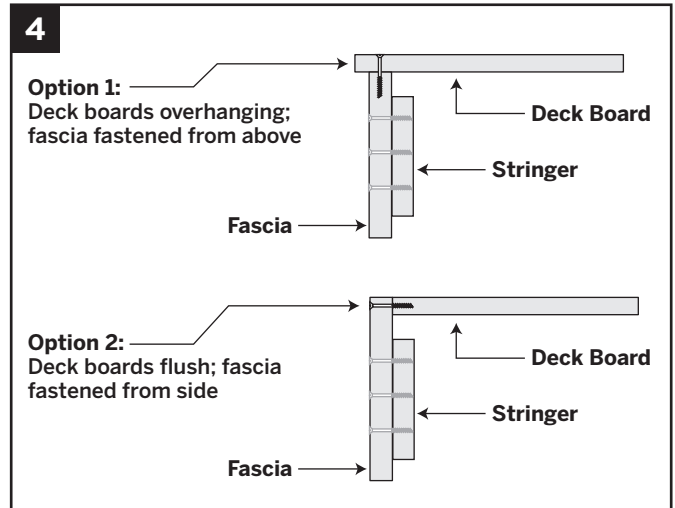 4
Option 1:
Deck boards overhanging;
fascia fastened from above
Deck Board
Stringer
Fascia
Option 2:
Deck boards flush; fascia
fastened from side
Deck Board
Stringer
Fascia